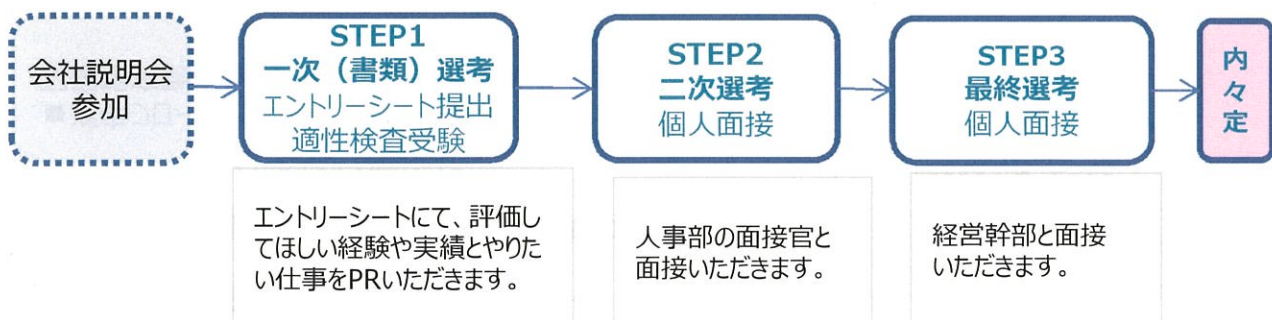 会社説明会
参加
STEP1
一次（書類）選考
エントリーシート提出
適性検査受験
STEP2
二次選考
個人面接
STEP3
最終選考
個人面接
内々定
エントリーシートにて、評価し
てほしい経験や実績とやりた
い仕事をPRいただきます。
人事部の面接官と
面接いただきます。
経営幹部と面接
いただきます。